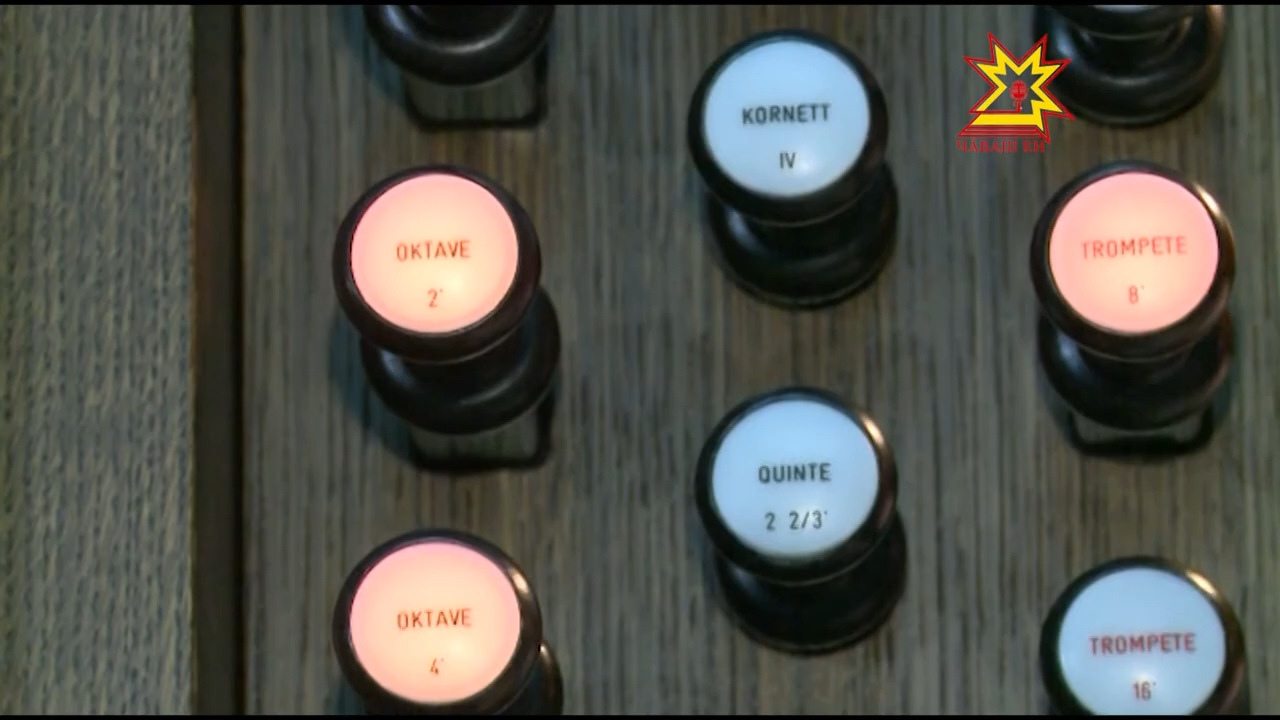 KORNETT
IV
OKTAVE
2'
TROMPETE
8'
QUINTE
2 2/3'
OKTAVE
4'
TROMPETE
16'